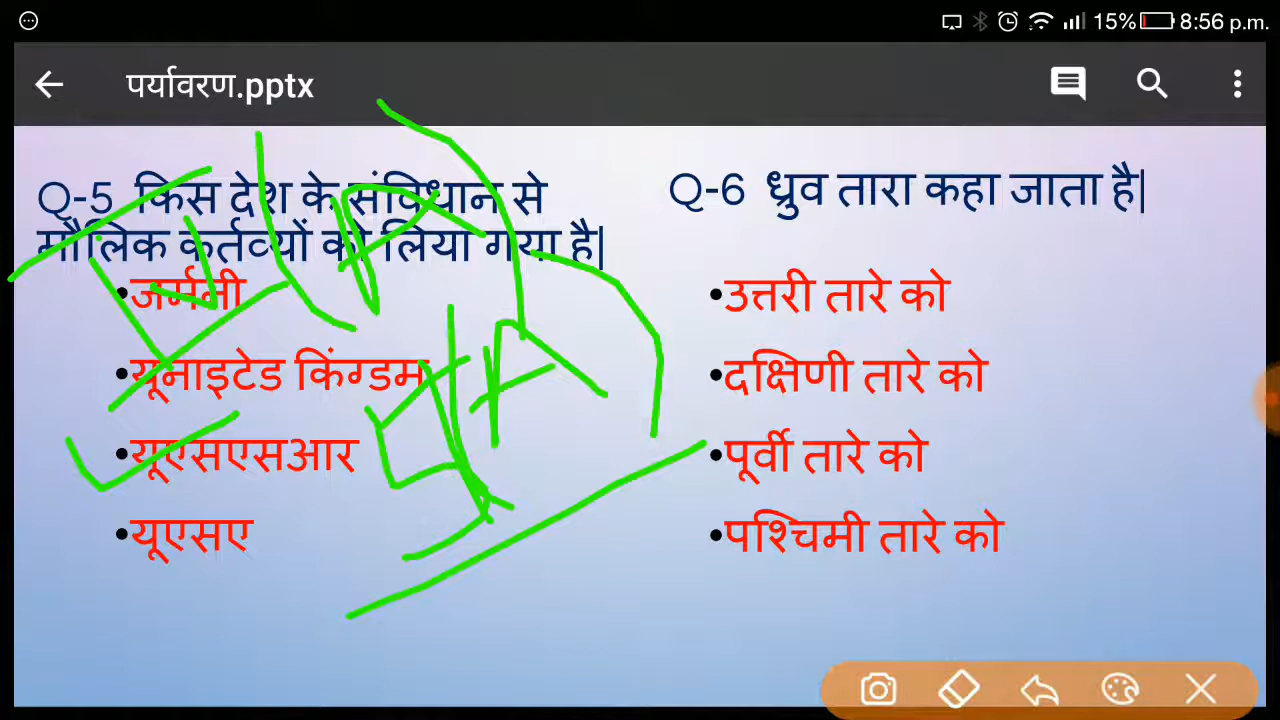 15% 8:56 p.m.
पर्यावरण.pptx
Q-5 किस देश के संविधान से
मौलिक कर्तव्यों को लिया गया है|
•जर्मनी
•यूनाइटेड किंग्डम
•यूएसएसआर
•यूएसए
Q-6 ध्रुव तारा कहा जाता है|
•उत्तरी तारे को
•दक्षिणी तारे को
•पूर्वी तारे को
•पश्चिमी तारे को